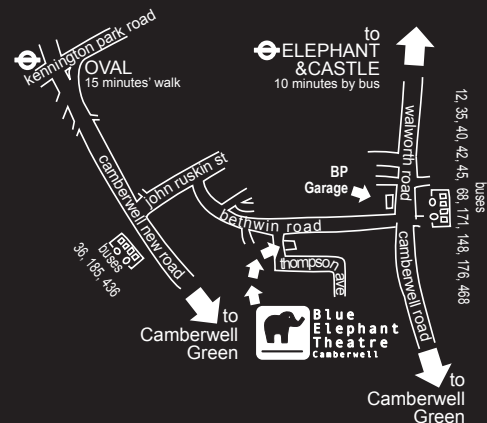 kennington park road
OVAL
15 minutes' walk
to
ELEPHANT
&CASTLE
10 minutes by bus
12, 35, 40, 42, 45, 68, 171, 148, 176, 468
buses
walworth road
BP
Garage
john ruskin st
camberwell new road
bethwin road
thompson ave
camberwell road
buses
36, 185, 436
to
Camberwell
Green
Blue
Elephant
Theatre
Camberwell
to
Camberwell
Green